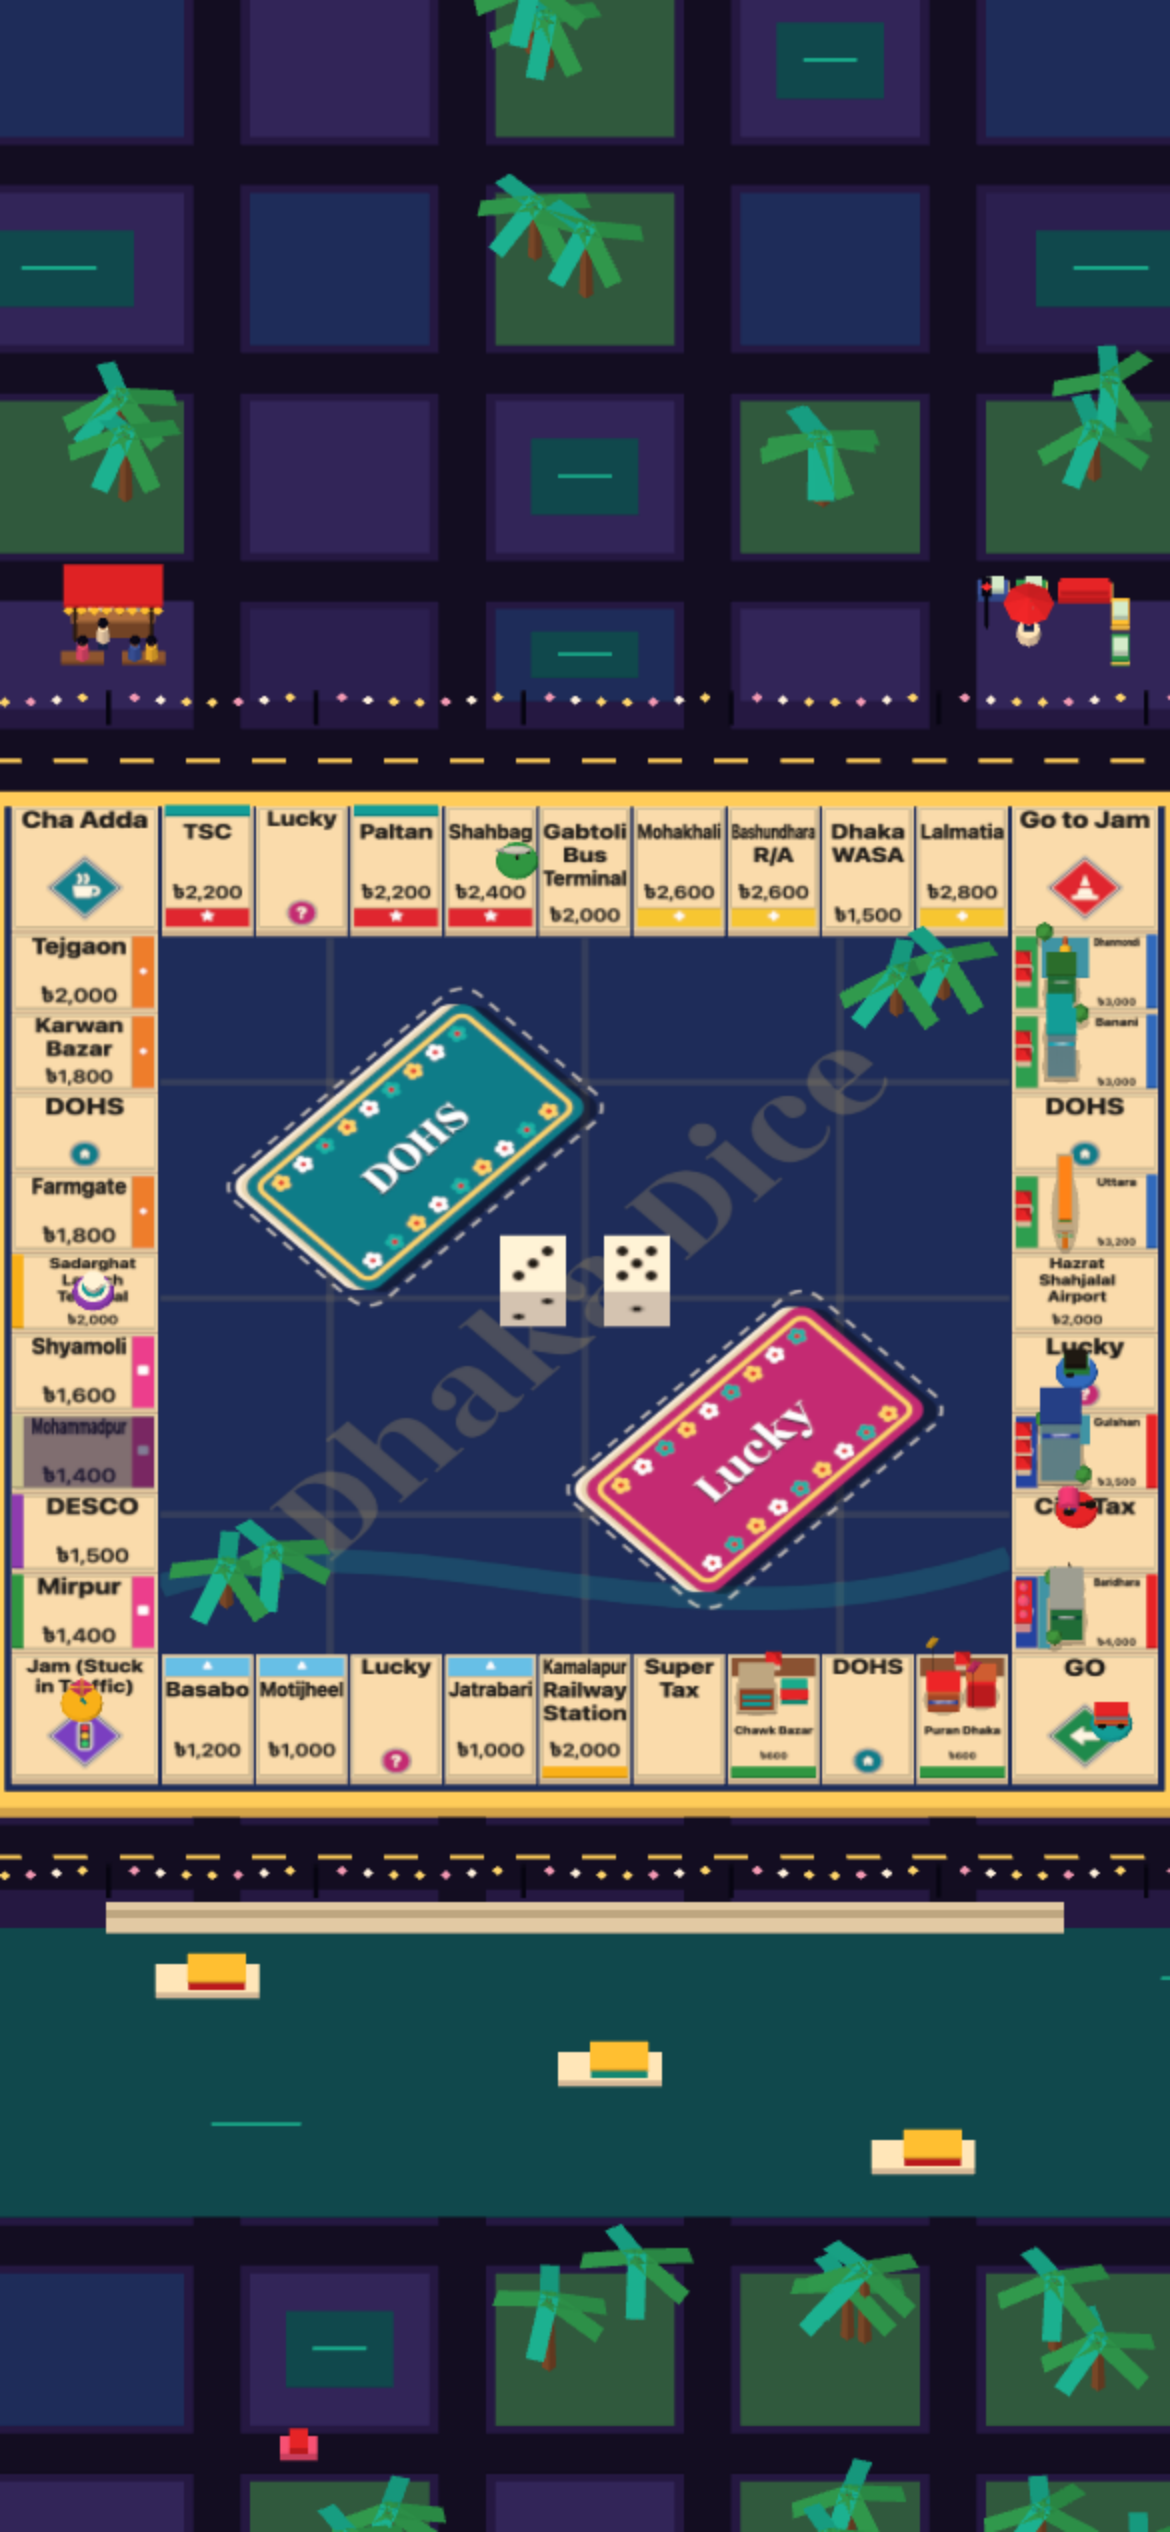 Cha Adda
TSC
৳2,200
Lucky
?
Paltan
৳2,200
Shahbag
৳2,400
Gabtoli
Bus
Terminal
৳2,000
Mohakhali
৳2,600
Bashundhara
R/A
৳2,600
Dhaka
WASA
৳1,500
Lalmatia
৳2,800
Go to Jam
Tejgaon
৳2,000
Karwan
Bazar
৳1,800
DOHS
Farmgate
৳1,800
Sadarghat
৳2,000
Shyamoli
৳1,600
Mohammadpur
৳1,400
DESCO
৳1,500
Mirpur
৳1,400
DOHS
Dhaka Dice
Lucky
Dhanmondi
৳3,000
Banani
৳3,000
DOHS
Uttara
৳3,200
Hazrat
Shahjalal
Airport
৳2,000
Lucky
?
Gulshan
৳3,500
Tax
Baridhara
৳4,000
Jam (Stuck
in
Basabo
৳1,200
Motijheel
৳1,000
Lucky
?
Jatrabari
৳1,000
Kamalapur
Railway
Station
৳2,000
Super
Tax
Chawk Bazar
৳600
DOHS
Puran Dhaka
৳600
GO